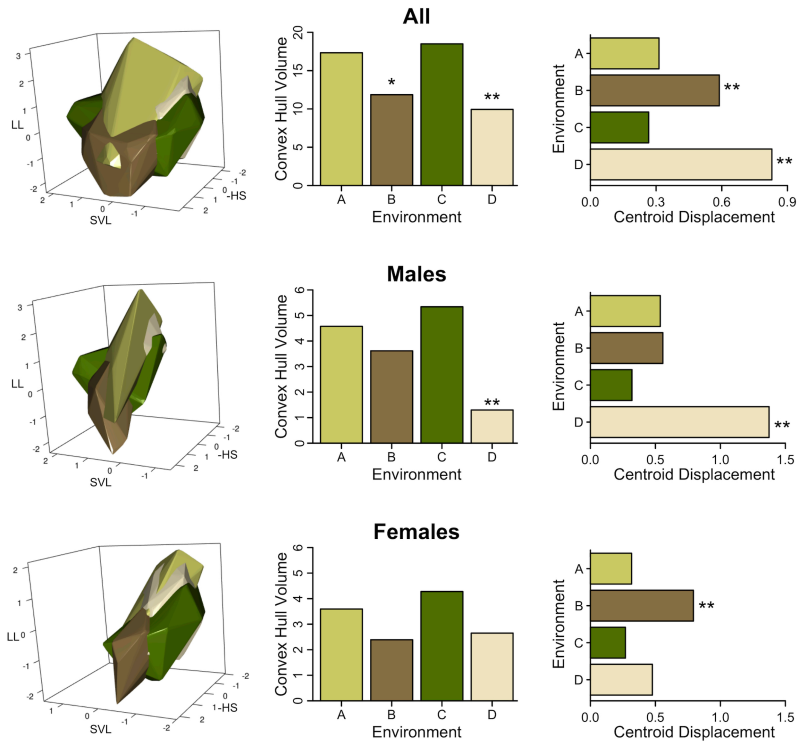 All
3
2
1
LL
0
-1
-2
2
1
0
-1
SVL
2
1
0
-1
-2
-HS
Convex Hull Volume
20
15
10
5
0
*
**
A B C D
Environment
Environment
A
B **
C
D **
0.0 0.3 0.6 0.9
Centroid Displacement
Males
3
2
1
LL
0
-1
-2
2
1
0
-1
SVL
2
1
0
-1
-2
-HS
Convex Hull Volume
6
5
4
3
2
1
0
**
A B C D
Environment
Environment
A
B
C
D **
0.0 0.5 1.0 1.5
Centroid Displacement
Females
2
1
LL 0
-1
-2
1
0
-1
-2
SVL
2
1
0
-1
-2
-HS
Convex Hull Volume
6
5
4
3
2
1
0
A B C D
Environment
Environment
A
B **
C
D
0.0 0.5 1.0 1.5
Centroid Displacement